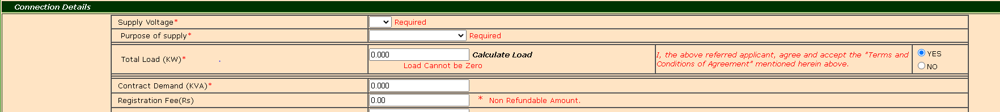 Connection Details
Supply Voltage* Required
Purpose of supply* Required
Total Load (KW)* 0.000 Calculate Load
Load Cannot be Zero
I, the above referred applicant, agree and accept the "Terms and
Conditions of Agreement" mentioned herein above.
YES
NO
Contract Demand (KVA)* 0.000
Registration Fee(Rs) 0.00 * Non Refundable Amount.